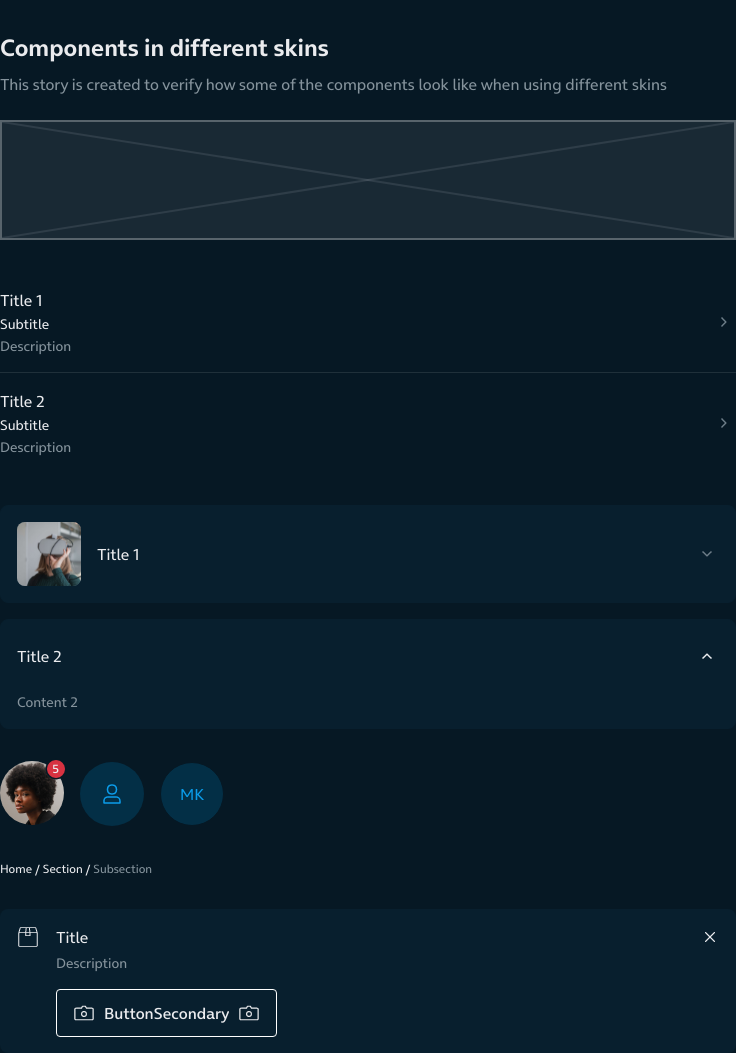 Components in different skins
This story is created to verify how some of the components look like when using different skins
Title 1
Subtitle
Description
Title 2
Subtitle
Description
Title 1
Title 2
Content 2
5
MK
Home / Section / Subsection
Title
Description
ButtonSecondary